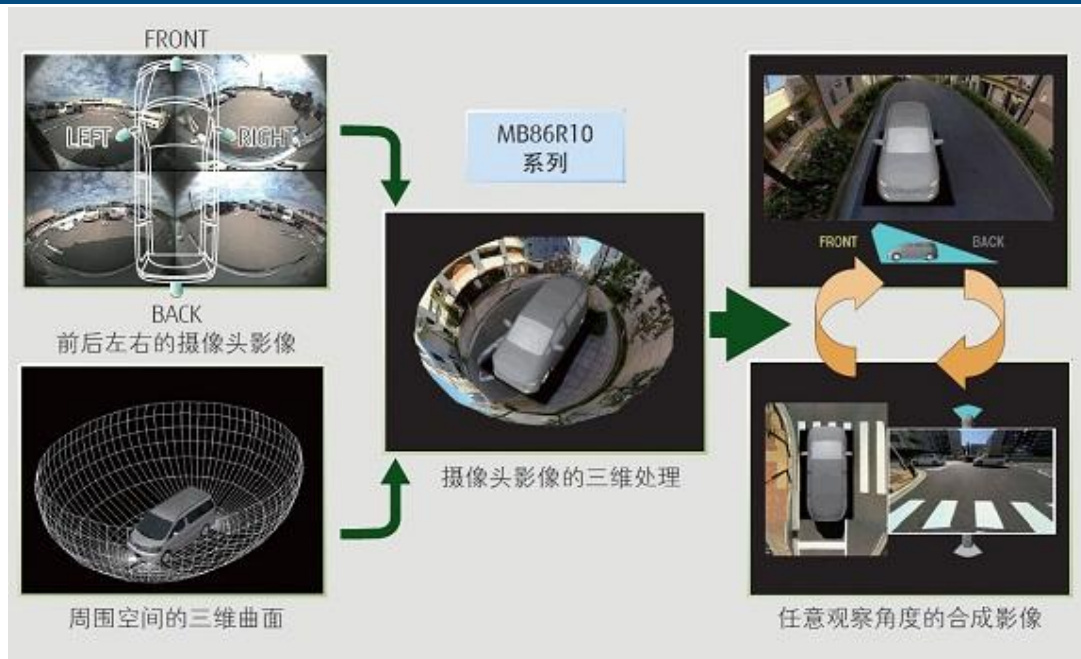 FRONT
LEFT
RIGHT
BACK
前后左右的摄像头影像
周围空间的三维曲面
MB86R10
系列
摄像头影像的三维处理
FRONT
BACK
任意观察角度的合成影像